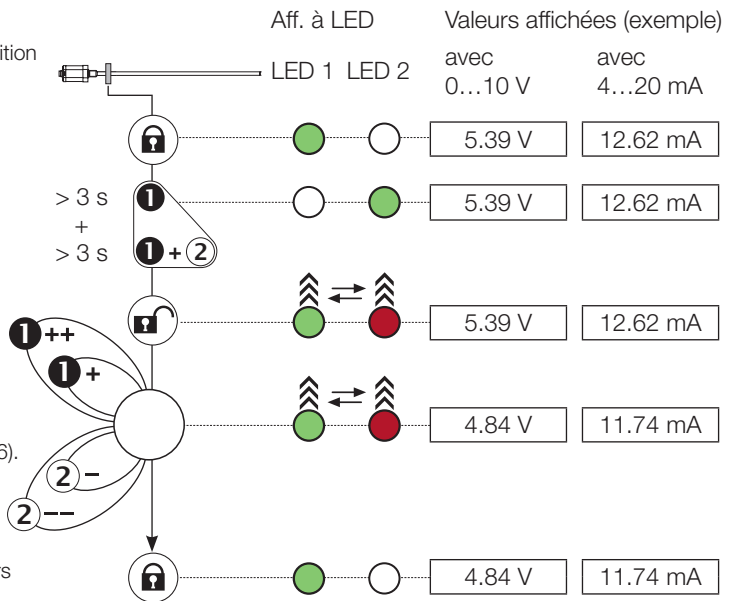 Aff. à LED Valeurs affichées (exemple)
ition
LED 1 LED 2
avec
0…10 V
avec
4…20 mA
5.39 V 12.62 mA
> 3 s 1 5.39 V 12.62 mA
+
> 3 s 1 + 2
5.39 V 12.62 mA
1 ++
1 +
4.84 V 11.74 mA
6).
2 –
2 – –
rs
4.84 V 11.74 mA